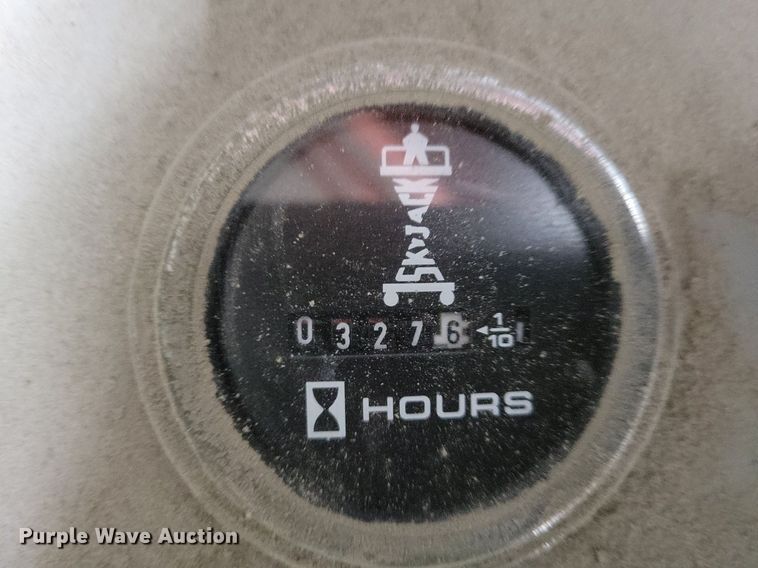 SKYJACK
0 3 2 7 6 ◄ 1/10
HOURS
Purple Wave Auction